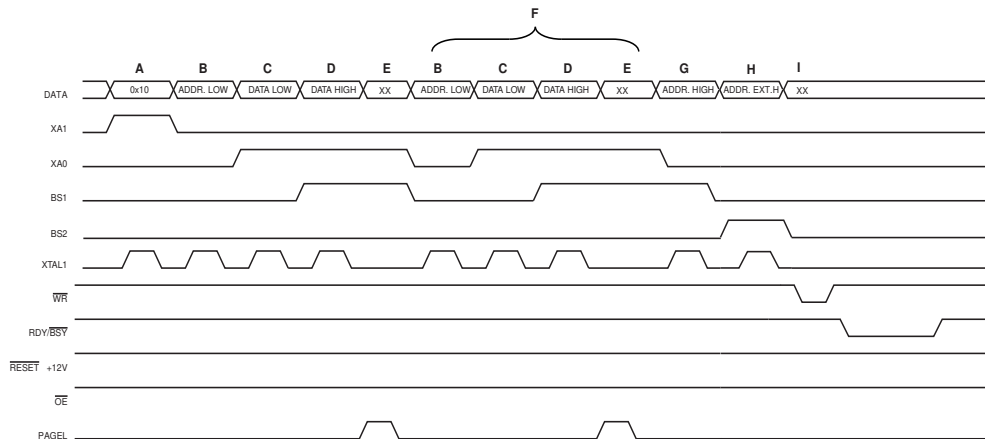 F
A B C D E B C D E G H I
DATA 0x10 ADDR. LOW DATA LOW DATA HIGH XX ADDR. LOW DATA LOW DATA HIGH XX ADDR. HIGH ADDR. EXT.H XX
XA1
XA0
BS1
BS2
XTAL1
WR
RDY/BSY
RESET +12V
OE
PAGEL